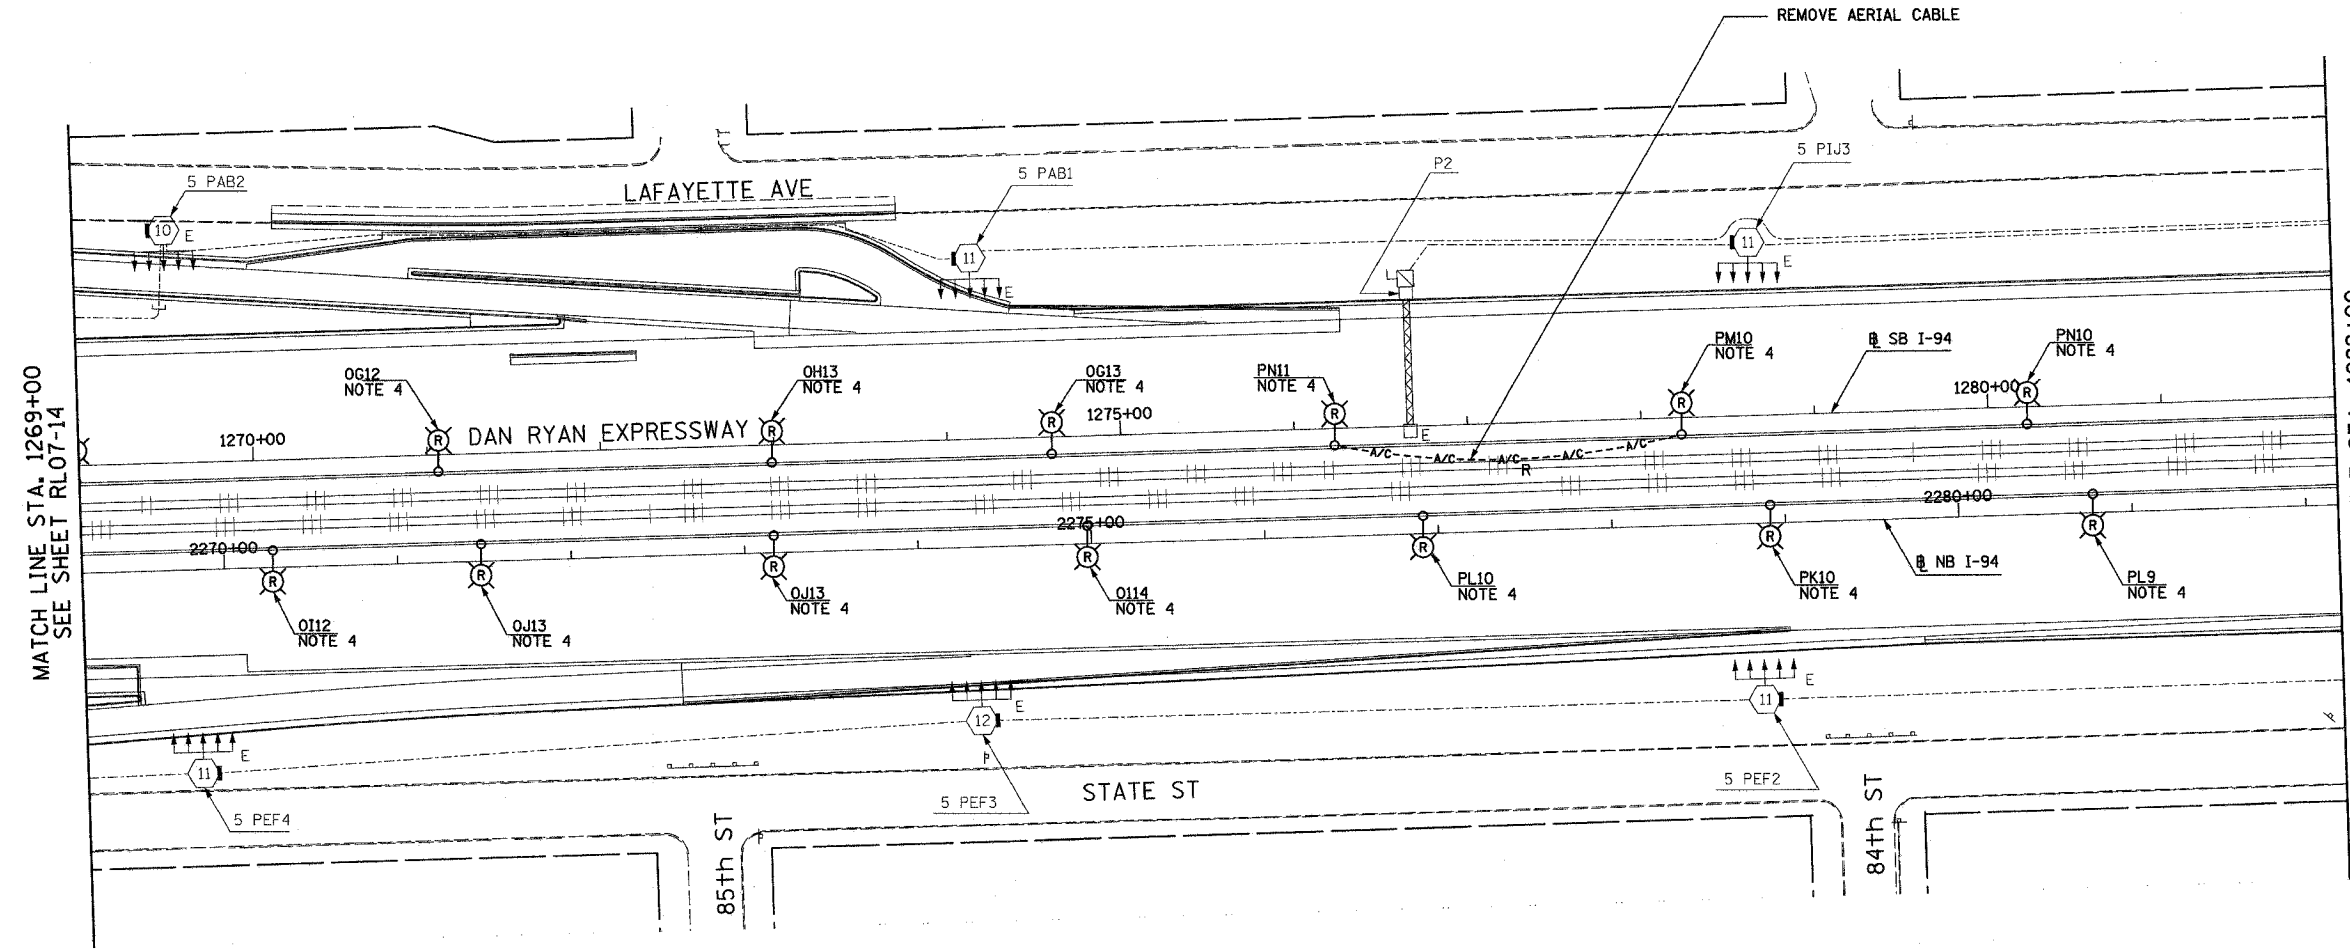 REMOVE AERIAL CABLE
5 PAB2
LAFAYETTE AVE
5 PAB1
P2
5 PIJ3
10
E
11
E
11
E
L
MATCH LINE STA. 1269+00
SEE SHEET RL07-14
OG12
NOTE 4
OH13
NOTE 4
OG13
NOTE 4
PN11
NOTE 4
PM10
NOTE 4
℄ SB I-94
PN10
NOTE 4
1270+00
R
DAN RYAN EXPRESSWAY
R
R
1275+00
R
R
1280+00
R
E
A/C
A/C
A/C
A/C
A/C
R
2270+00
2275+00
2280+00
R
R
R
R
R
R
R
OI12
NOTE 4
OJ13
NOTE 4
OJ13
NOTE 4
O114
NOTE 4
PL10
NOTE 4
PK10
NOTE 4
NB I-94
PL9
NOTE 4
E
11
5 PEF4
E
12
5 PEF3
STATE ST
E
11
5 PEF2
85th ST
84th ST